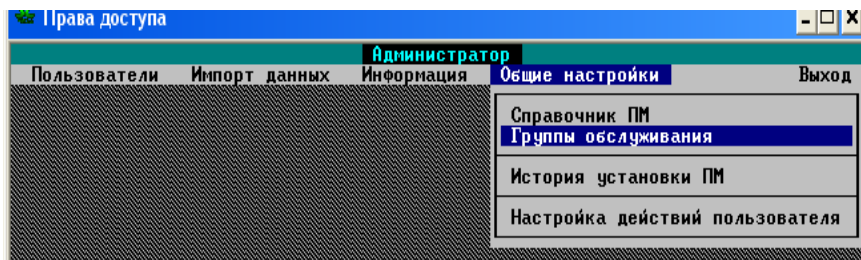 Права доступа
Администратор
Пользователи Импорт данных Информация Общие настройки Выход
Справочник ПМ
Группы обслуживания
История установки ПМ
Настройка действий пользователя